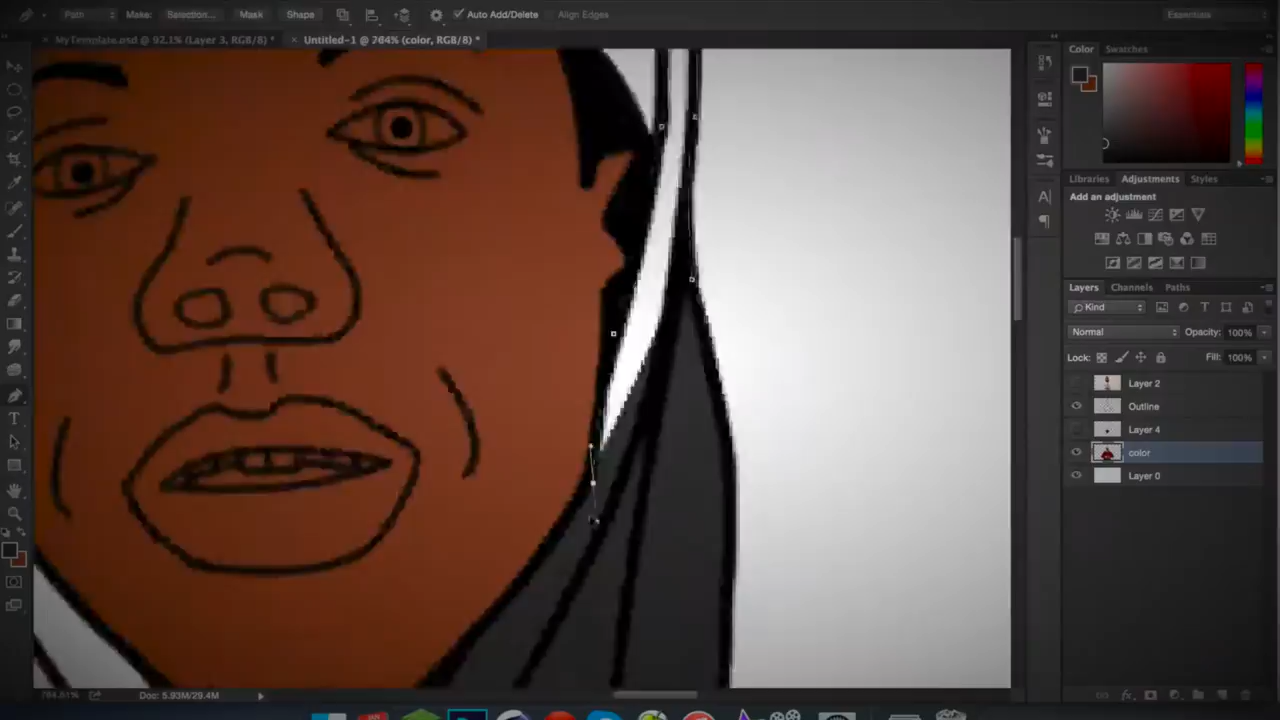 Path Make: Selection... Mask Shape Auto Add/Delete Align Edges Essentials
× MyTemplate.psd @ 92.1% (Layer 3, RGB/8) * × Untitled-1 @ 764% (color, RGB/8) *
Color Swatches
Libraries Adjustments Styles
Add an adjustment
Layers Channels Paths
Kind
Normal Opacity: 100%
Lock: Fill: 100%
Layer 2
Outline
Layer 4
color
Layer 0
Doc: 5.93M/29.4M